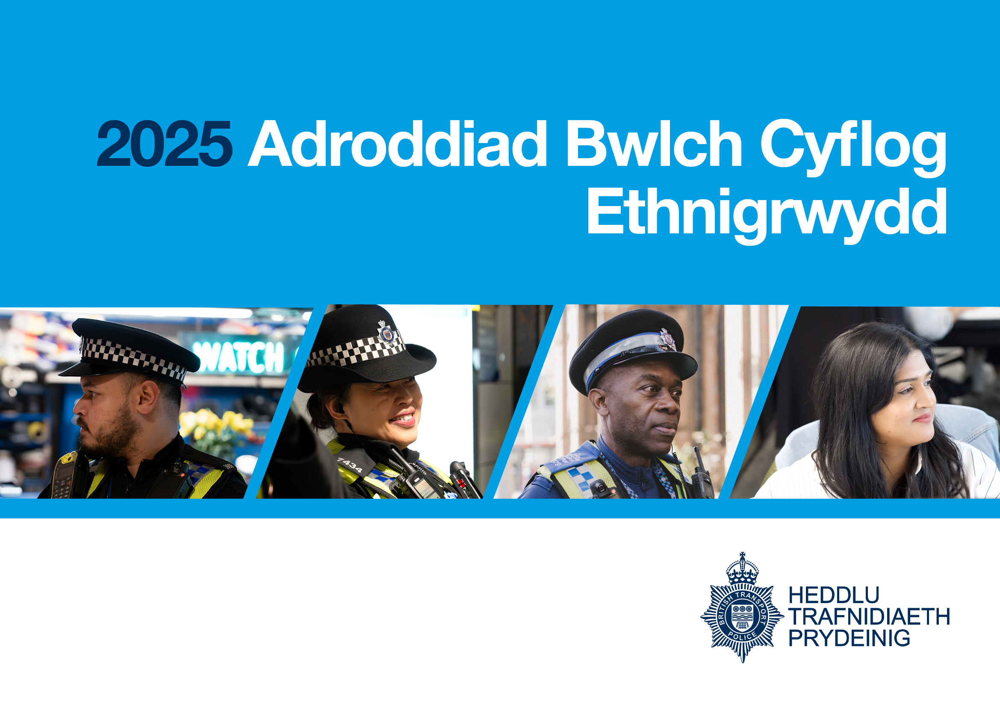 2025 Adroddiad Bwlch Cyflog
Ethnigrwydd
WATCH
7434
BRITISH TRANSPORT
POLICE
HEDDLU
TRAFNIDIAETH
PRYDEINIG